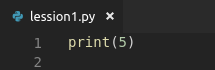 lession1.py ×
1 print(5)
2